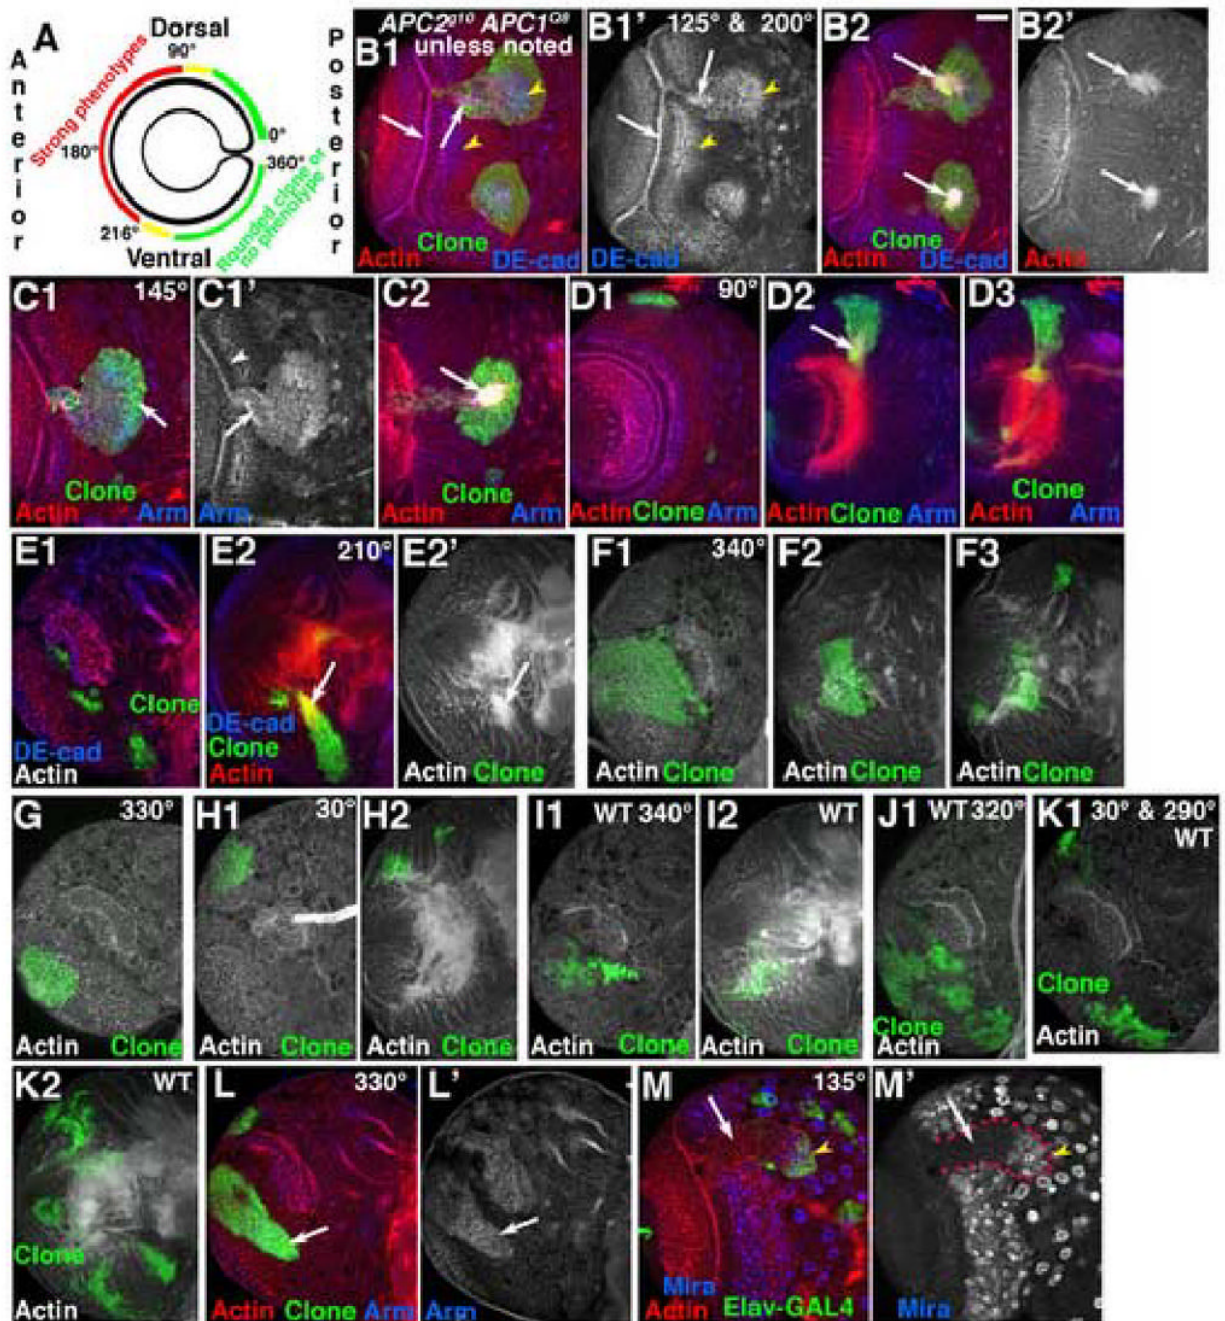 A
Dorsal
90°
Anterior
Strong phenotypes
180°
0°
360°
216°
Ventral
Rounded clone or
no phenotype
Posterior
APC2g10 APC1Q8
unless noted
B1
Clone
Actin DE-cad
B1' 125° & 200°
DE-cad
B2
Clone
Actin DE-cad
B2'
Actin
C1 145°
Clone
Actin Arm
C1'
Arm
C2
Clone
Actin Arm
D1 90°
Actin Clone Arm
D2
Actin Clone Arm
D3
Clone
Actin Arm
E1
Clone
DE-cad
Actin
E2 210°
DE-cad
Clone
Actin
E2'
Actin Clone
F1 340°
Actin Clone
F2
Actin Clone
F3
Actin Clone
G 330°
Actin Clone
H1 30°
Actin Clone
H2
Actin Clone
I1 WT 340°
Actin Clone
I2 WT
Actin Clone
J1 WT 320°
Clone
Actin
K1 30° & 290°
WT
Clone
Actin
K2 WT
Clone
Actin
L 330°
Actin Clone Arm
L'
Arm
M 135°
Mira
Actin Elav-GAL4
M'
Mira